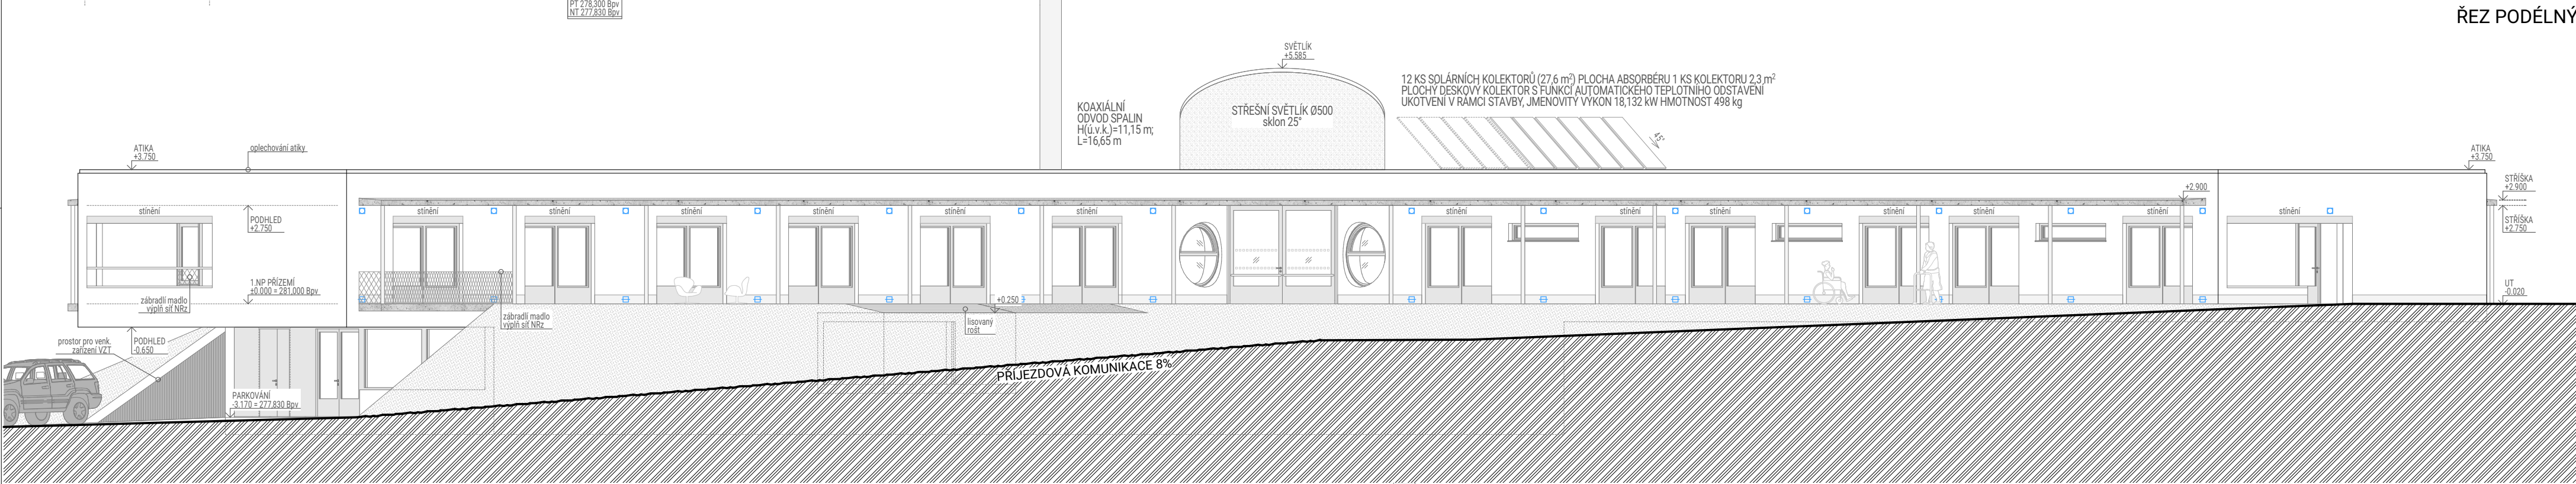 PT 278,300 Bpv
NT 277,830 Bpv
ŘEZ PODÉLNÝ
SVĚTLÍK
+5.585
12 KS SOLÁRNÍCH KOLEKTORŮ (27,6 m²) PLOCHA ABSORBÉRU 1 KS KOLEKTORU 2,3 m²
PLOCHÝ DESKOVÝ KOLEKTOR S FUNKCÍ AUTOMATICKÉHO TEPLOTNÍHO ODSTAVENÍ
UKOTVENÍ V RÁMCI STAVBY, JMENOVITÝ VÝKON 18,132 kW HMOTNOST 498 kg
KOAXIÁLNÍ
ODVOD SPALIN
H(ú.v.k.)=11,15 m;
L=16,65 m
STŘEŠNÍ SVĚTLÍK Ø500
sklon 25°
45°
ATIKA
+3.750
oplechování atiky
ATIKA
+3.750
STŘÍŠKA
+2.900
+2.900
stínění
stínění
stínění
stínění
stínění
stínění
stínění
stínění
stínění
stínění
stínění
stínění
stínění
stínění
PODHLED
+2.750
STŘÍŠKA
+2.750
1.NP PŘÍZEMÍ
±0.000 = 281.000 Bpv
UT
-0.020
zábradlí madlo
výplň síť NRz
+0.250
zábradlí madlo
výplň síť NRz
lisovaný
rošt
prostor pro venk.
zařízení VZT
PODHLED
-0.650
PŘÍJEZDOVÁ KOMUNIKACE 8%
PARKOVÁNÍ
-3.170 = 277.830 Bpv